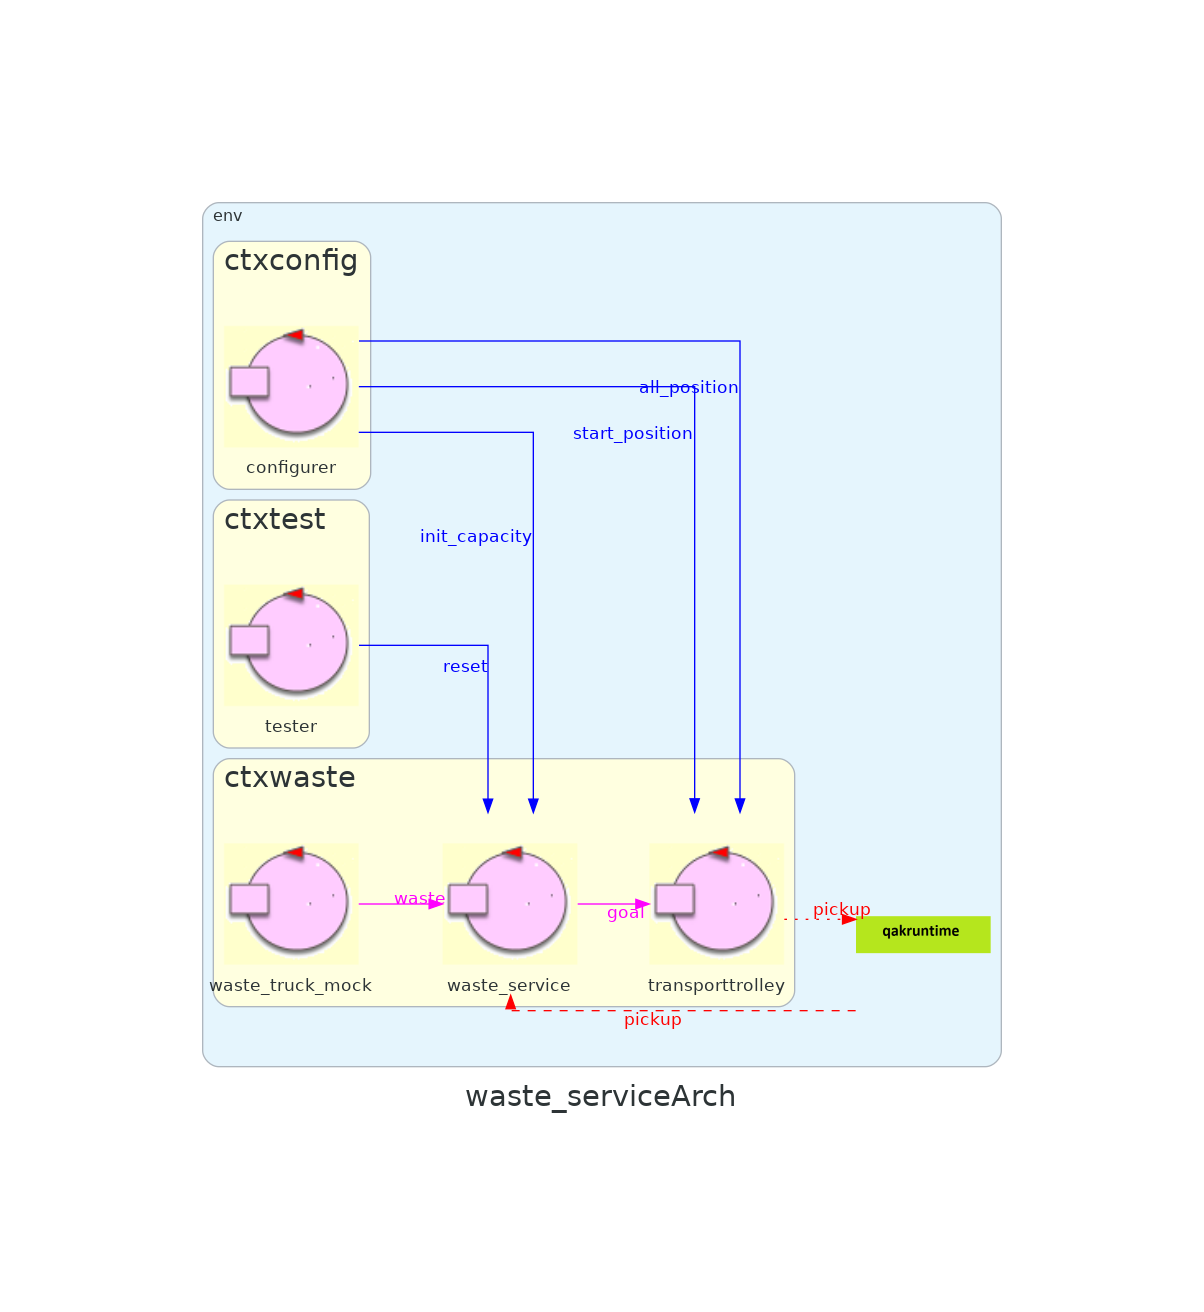 env
ctxconfig
configurer
all_position
start_position
init_capacity
ctxtest
tester
reset
ctxwaste
waste
goal
pickup
qakruntime
waste_truck_mock
waste_service
transporttrolley
pickup
waste_serviceArch